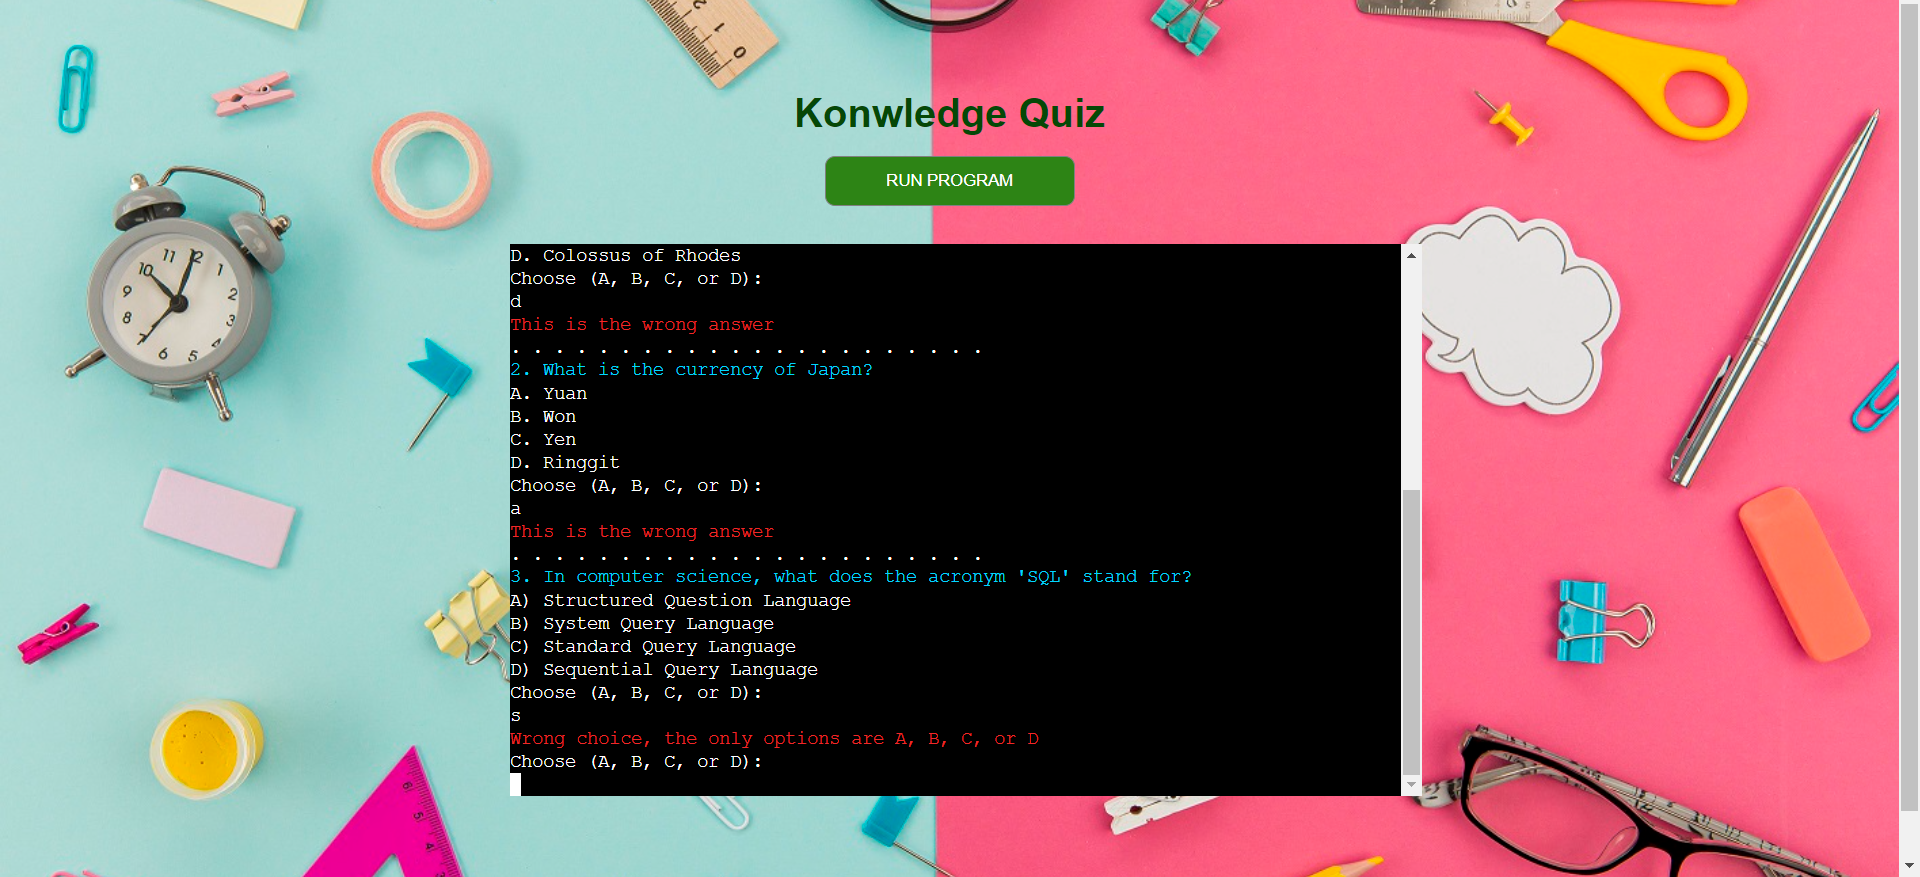 Konwledge Quiz
RUN PROGRAM
D. Colossus of Rhodes
Choose (A, B, C, or D):
d
This is the wrong answer
. . . . . . . . . . . . . . . . . . . . . .
2. What is the currency of Japan?
A. Yuan
B. Won
C. Yen
D. Ringgit
Choose (A, B, C, or D):
a
This is the wrong answer
. . . . . . . . . . . . . . . . . . . . . .
3. In computer science, what does the acronym 'SQL' stand for?
A) Structured Question Language
B) System Query Language
C) Standard Query Language
D) Sequential Query Language
Choose (A, B, C, or D):
s
Wrong choice, the only options are A, B, C, or D
Choose (A, B, C, or D):